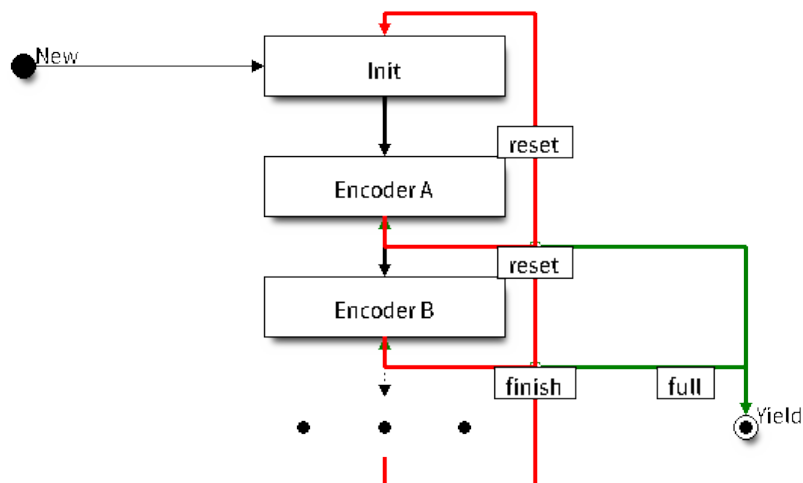 New
Init
reset
Encoder A
reset
Encoder B
finish
full
Yield